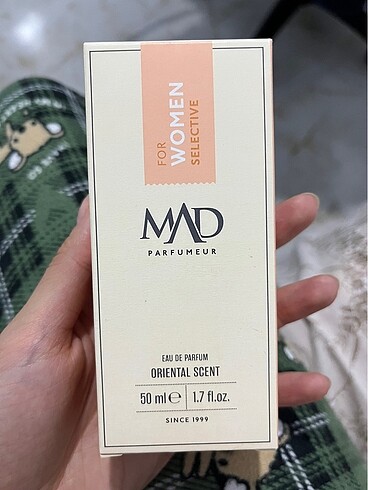 FOR
WOMEN
SELECTIVE
MAD
PARFUMEUR
EAU DE PARFUM
ORIENTAL SCENT
50 ml ℮ 1.7 fl.oz.
SINCE 1999